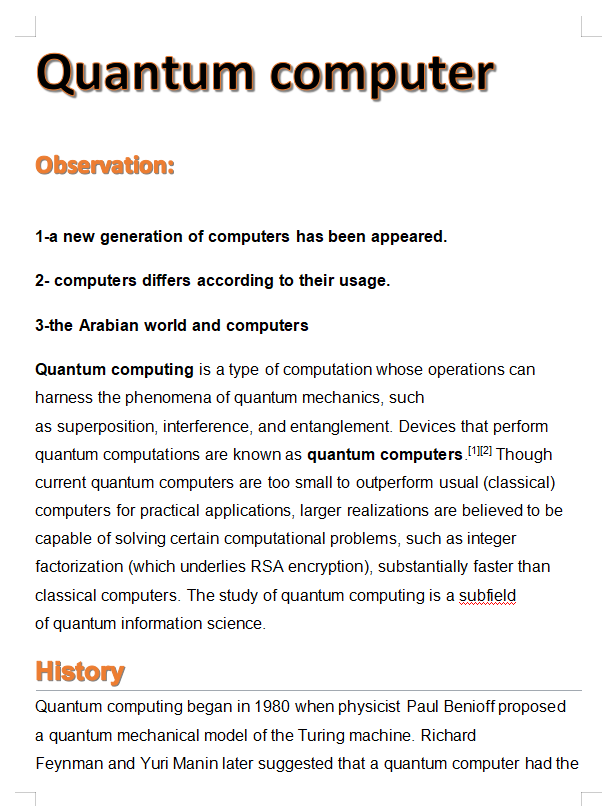 Quantum computer
Observation:
1-a new generation of computers has been appeared.
2- computers differs according to their usage.
3-the Arabian world and computers
Quantum computing is a type of computation whose operations can
harness the phenomena of quantum mechanics, such
as superposition, interference, and entanglement. Devices that perform
quantum computations are known as quantum computers.[1][2] Though
current quantum computers are too small to outperform usual (classical)
computers for practical applications, larger realizations are believed to be
capable of solving certain computational problems, such as integer
factorization (which underlies RSA encryption), substantially faster than
classical computers. The study of quantum computing is a subfield
of quantum information science.
History
Quantum computing began in 1980 when physicist Paul Benioff proposed
a quantum mechanical model of the Turing machine. Richard
Feynman and Yuri Manin later suggested that a quantum computer had the